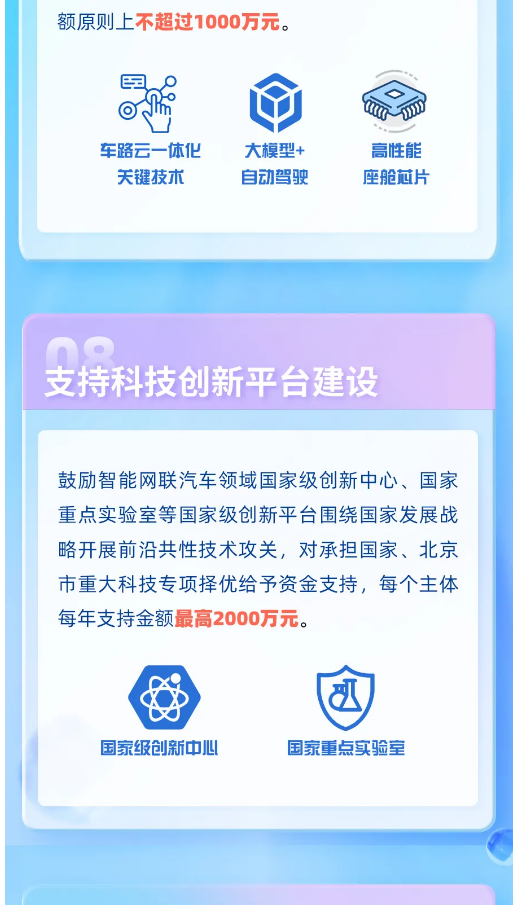 额原则上不超过1000万元。
车路云一体化
关键技术
大模型+
自动驾驶
高性能
座舱芯片
08
支持科技创新平台建设
鼓励智能网联汽车领域国家级创新中心、国家
重点实验室等国家级创新平台围绕国家发展战
略开展前沿共性技术攻关，对承担国家、北京
市重大科技专项择优给予资金支持，每个主体
每年支持金额最高2000万元。
国家级创新中心
国家重点实验室